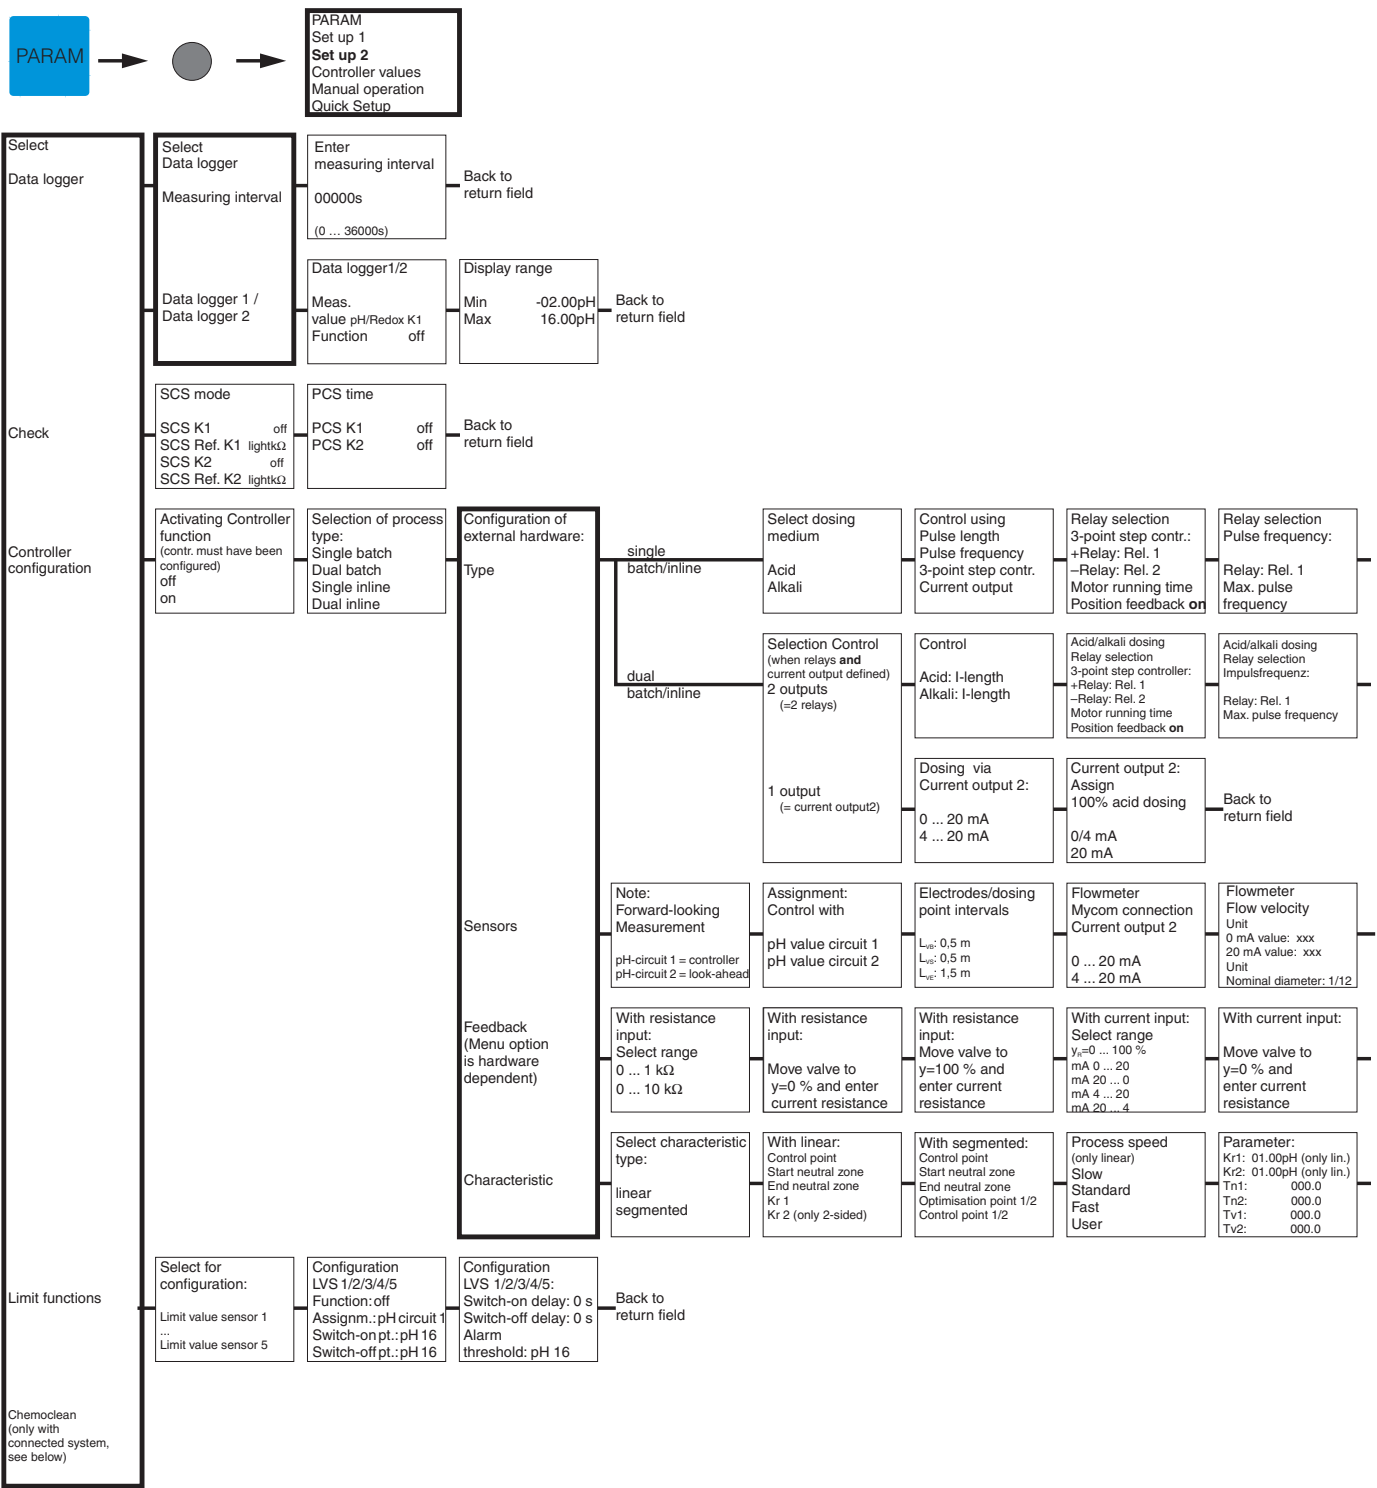 PARAM
PARAM
Set up 1
Set up 2
Controller values
Manual operation
Quick Setup
Select
Data logger
Select
Data logger
Measuring interval
Data logger 1 /
Data logger 2
Enter
measuring interval
00000s
(0 ... 36000s)
Back to
return field
Data logger1/2
Meas.
value pH/Redox K1
Function off
Display range
Min -02.00pH
Max 16.00pH
Back to
return field
Check
SCS mode
SCS K1 off
SCS Ref. K1 lightkΩ
SCS K2 off
SCS Ref. K2 lightkΩ
PCS time
PCS K1 off
PCS K2 off
Back to
return field
Controller
configuration
Activating Controller
function
(contr. must have been
configured)
off
on
Selection of process
type:
Single batch
Dual batch
Single inline
Dual inline
Configuration of
external hardware:
Type
single
batch/inline
Select dosing
medium
Acid
Alkali
Control using
Pulse length
Pulse frequency
3-point step contr.
Current output
Relay selection
3-point step contr.:
+Relay: Rel. 1
–Relay: Rel. 2
Motor running time
Position feedback on
Relay selection
Pulse frequency:
Relay: Rel. 1
Max. pulse
frequency
dual
batch/inline
Selection Control
(when relays and
current output defined)
2 outputs
(=2 relays)
1 output
(= current output2)
Control
Acid: I-length
Alkali: I-length
Acid/alkali dosing
Relay selection
3-point step controller:
+Relay: Rel. 1
–Relay: Rel. 2
Motor running time
Position feedback on
Acid/alkali dosing
Relay selection
Impulsfrequenz:
Relay: Rel. 1
Max. pulse frequency
Dosing via
Current output 2:
0 ... 20 mA
4 ... 20 mA
Current output 2:
Assign
100% acid dosing
0/4 mA
20 mA
Back to
return field
Sensors
Note:
Forward-looking
Measurement
pH-circuit 1 = controller
pH-circuit 2 = look-ahead
Assignment:
Control with
pH value circuit 1
pH value circuit 2
Electrodes/dosing
point intervals
LVB: 0,5 m
LVS: 0,5 m
LVE: 1,5 m
Flowmeter
Mycom connection
Current output 2
0 ... 20 mA
4 ... 20 mA
Flowmeter
Flow velocity
Unit
0 mA value: xxx
20 mA value: xxx
Unit
Nominal diameter: 1/12
Feedback
(Menu option
is hardware
dependent)
With resistance
input:
Select range
0 ... 1 kΩ
0 ... 10 kΩ
With resistance
input:
Move valve to
y=0 % and enter
current resistance
With resistance
input:
Move valve to
y=100 % and
enter current
resistance
With current input:
Select range
yR=0 ... 100 %
mA 0 ... 20
mA 20 ... 0
mA 4 ... 20
mA 20 ... 4
With current input:
Move valve to
y=0 % and
enter current
resistance
Characteristic
Select characteristic
type:
linear
segmented
With linear:
Control point
Start neutral zone
End neutral zone
Kr 1
Kr 2 (only 2-sided)
With segmented:
Control point
Start neutral zone
End neutral zone
Optimisation point 1/2
Control point 1/2
Process speed
(only linear)
Slow
Standard
Fast
User
Parameter:
Kr1: 01.00pH (only lin.)
Kr2: 01.00pH (only lin.)
Tn1: 000.0
Tn2: 000.0
Tv1: 000.0
Tv2: 000.0
Limit functions
Select for
configuration:
Limit value sensor 1
...
Limit value sensor 5
Configuration
LVS 1/2/3/4/5
Function: off
Assignm.: pH circuit 1
Switch-on pt.: pH 16
Switch-off pt.: pH 16
Configuration
LVS 1/2/3/4/5:
Switch-on delay: 0 s
Switch-off delay: 0 s
Alarm
threshold: pH 16
Back to
return field
Chemoclean
(only with
connected system,
see below)